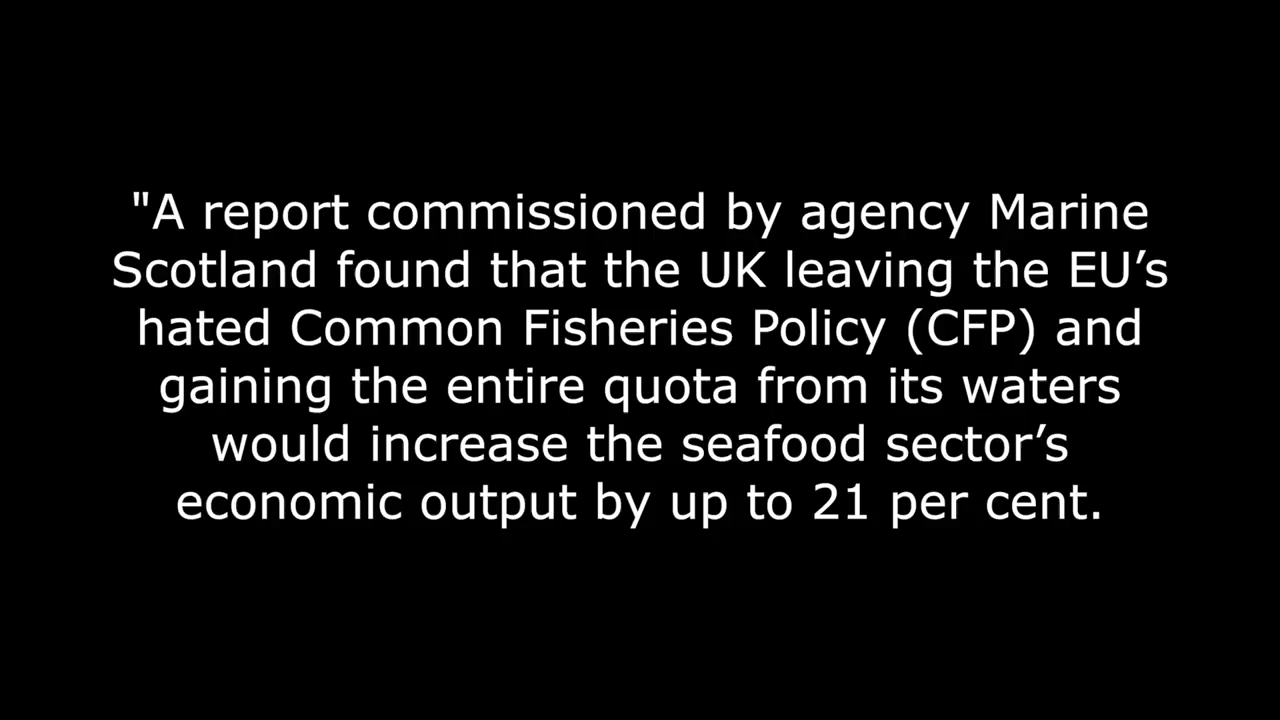 "A report commissioned by agency Marine
Scotland found that the UK leaving the EU’s
hated Common Fisheries Policy (CFP) and
gaining the entire quota from its waters
would increase the seafood sector’s
economic output by up to 21 per cent.